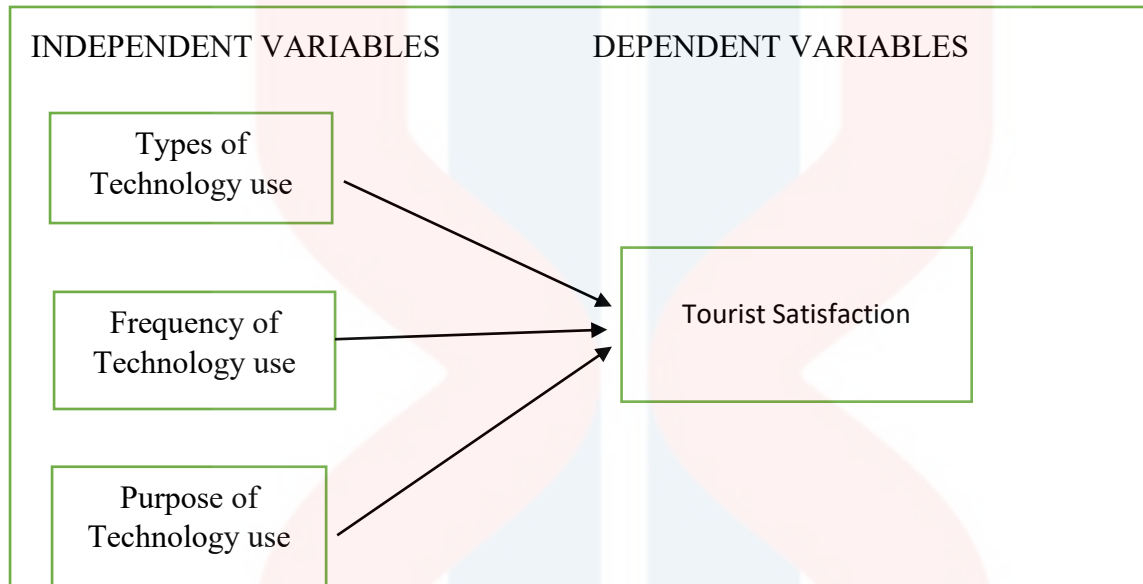 INDEPENDENT VARIABLES
DEPENDENT VARIABLES
Types of
Technology use
Frequency of
Technology use
Purpose of
Technology use
Tourist Satisfaction